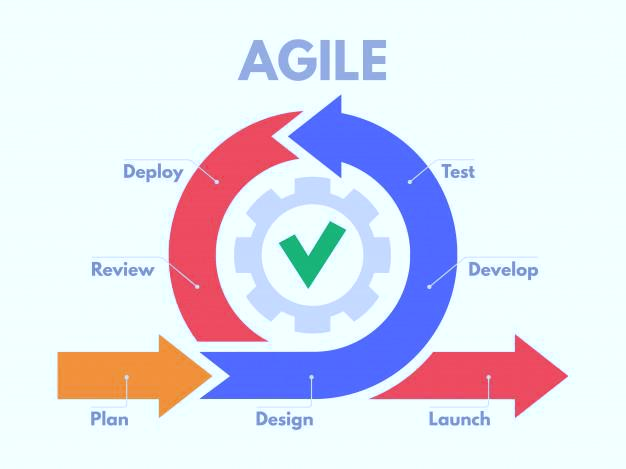 AGILE
Deploy
Test
Review
Develop
Plan
Design
Launch